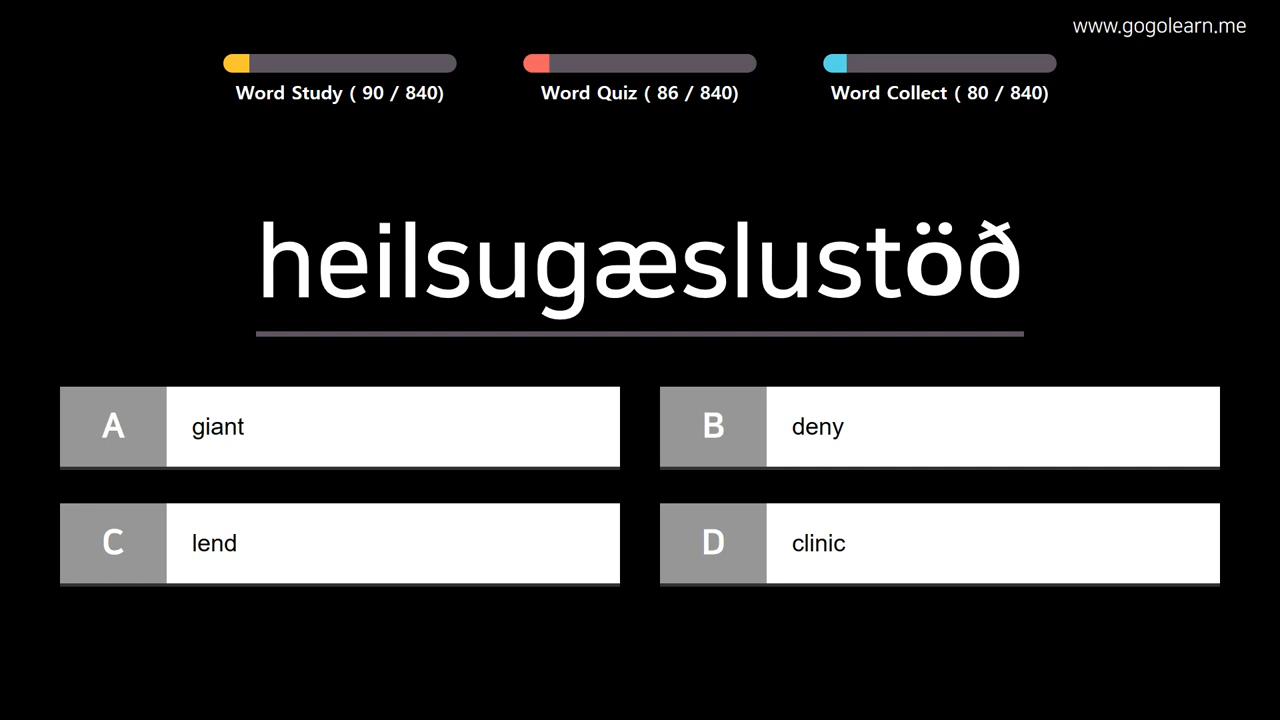 www.gogolearn.me
Word Study ( 90 / 840)
Word Quiz ( 86 / 840)
Word Collect ( 80 / 840)
heilsugæslustöð
A giant
B deny
C lend
D clinic